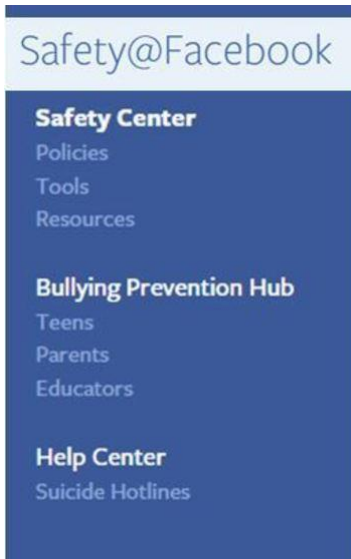 Safety@Facebook
Safety Center
Policies
Tools
Resources
Bullying Prevention Hub
Teens
Parents
Educators
Help Center
Suicide Hotlines